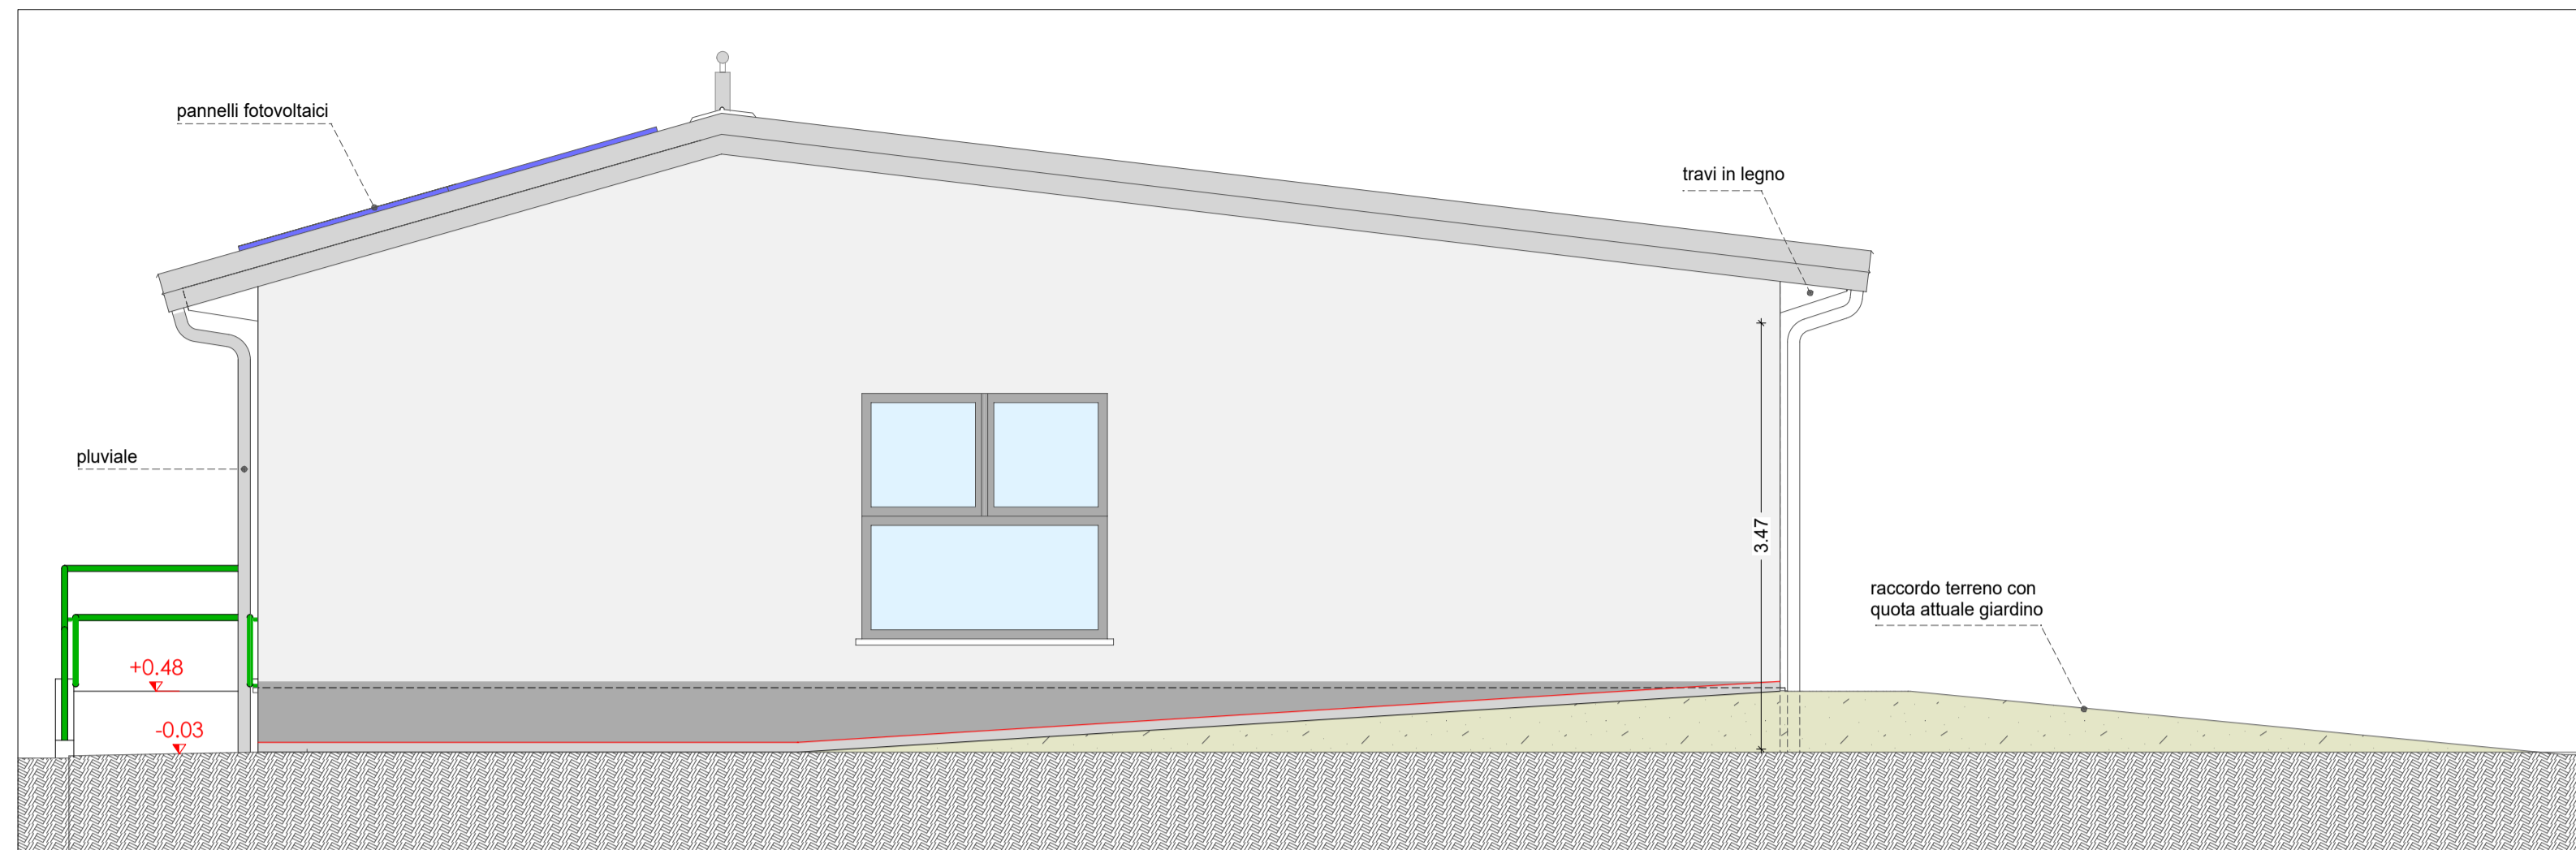 pannelli fotovoltaici
travi in legno
pluviale
3.47
raccordo terreno con
quota attuale giardino
+0.48
-0.03